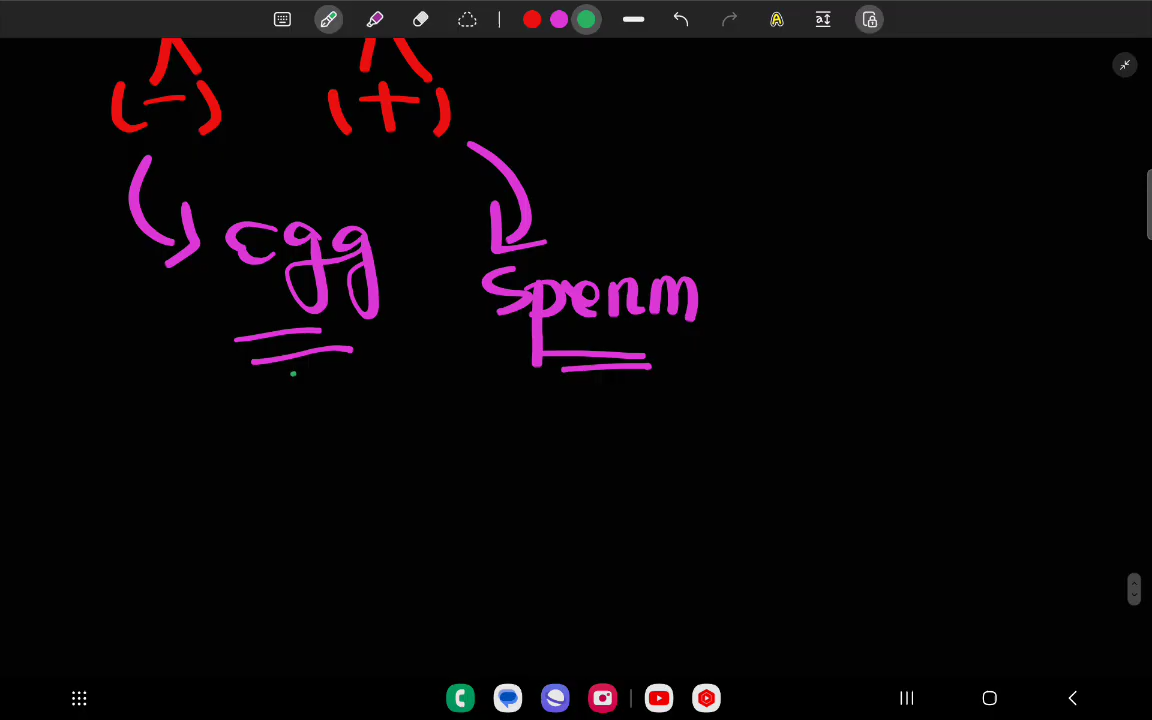 (-) (+)
egg
sperm